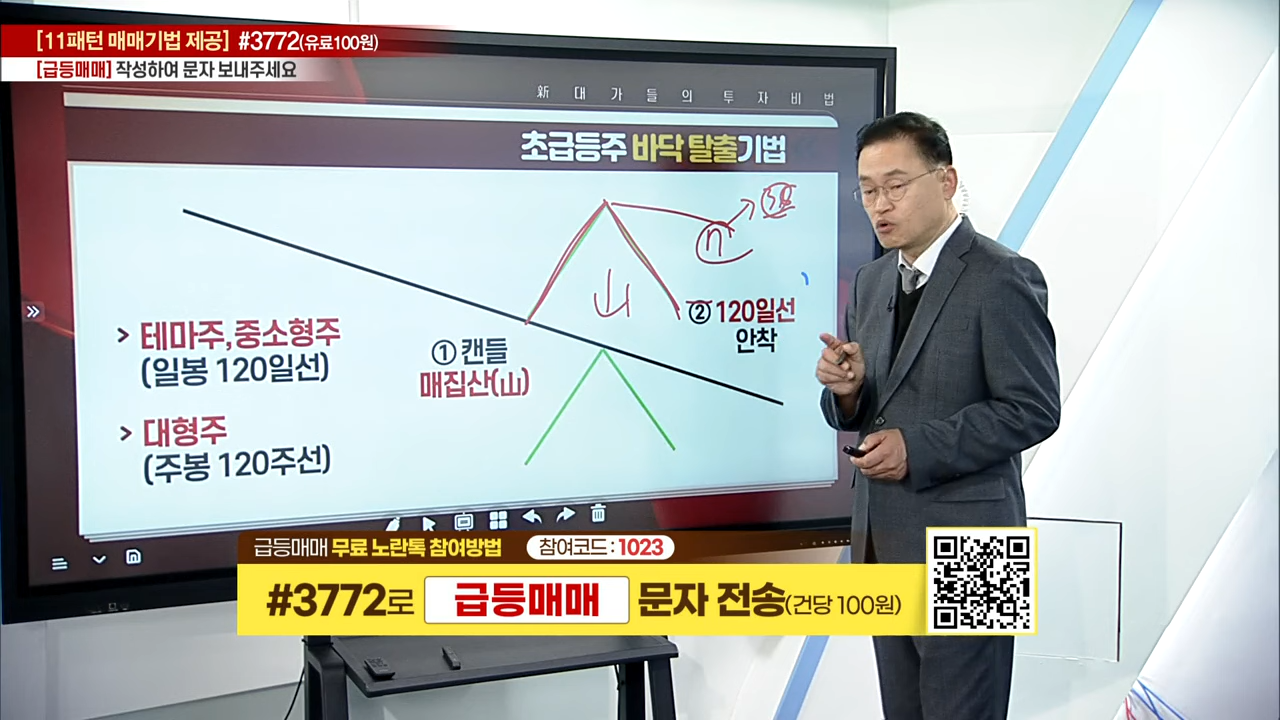 [11패턴 매매기법 제공] #3772(유료100원)
[급등매매] 작성하여 문자 보내주세요
新 대 가 들 의 투 자 비 법
초급등주 바닥 탈출기법
n
山
② 120일선
안착
> 테마주,중소형주
(일봉 120일선)
① 캔들
매집산(山)
> 대형주
(주봉 120주선)
급등매매 무료 노란톡 참여방법
참여코드 : 1023
#3772로 급등매매 문자 전송(건당 100원)